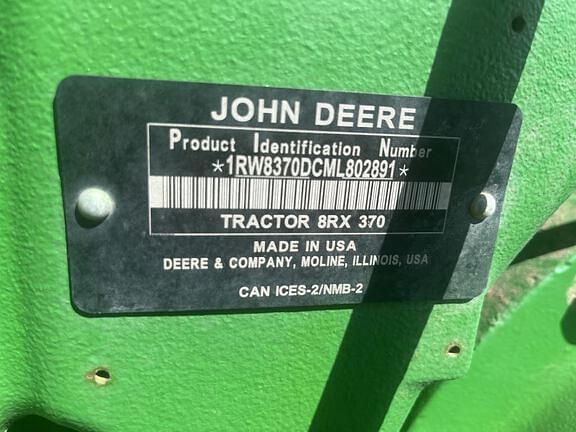 JOHN DEERE
Product Identification Number
*1RW8370DCML802891*
TRACTOR 8RX 370
MADE IN USA
DEERE & COMPANY, MOLINE, ILLINOIS, USA
CAN ICES-2/NMB-2